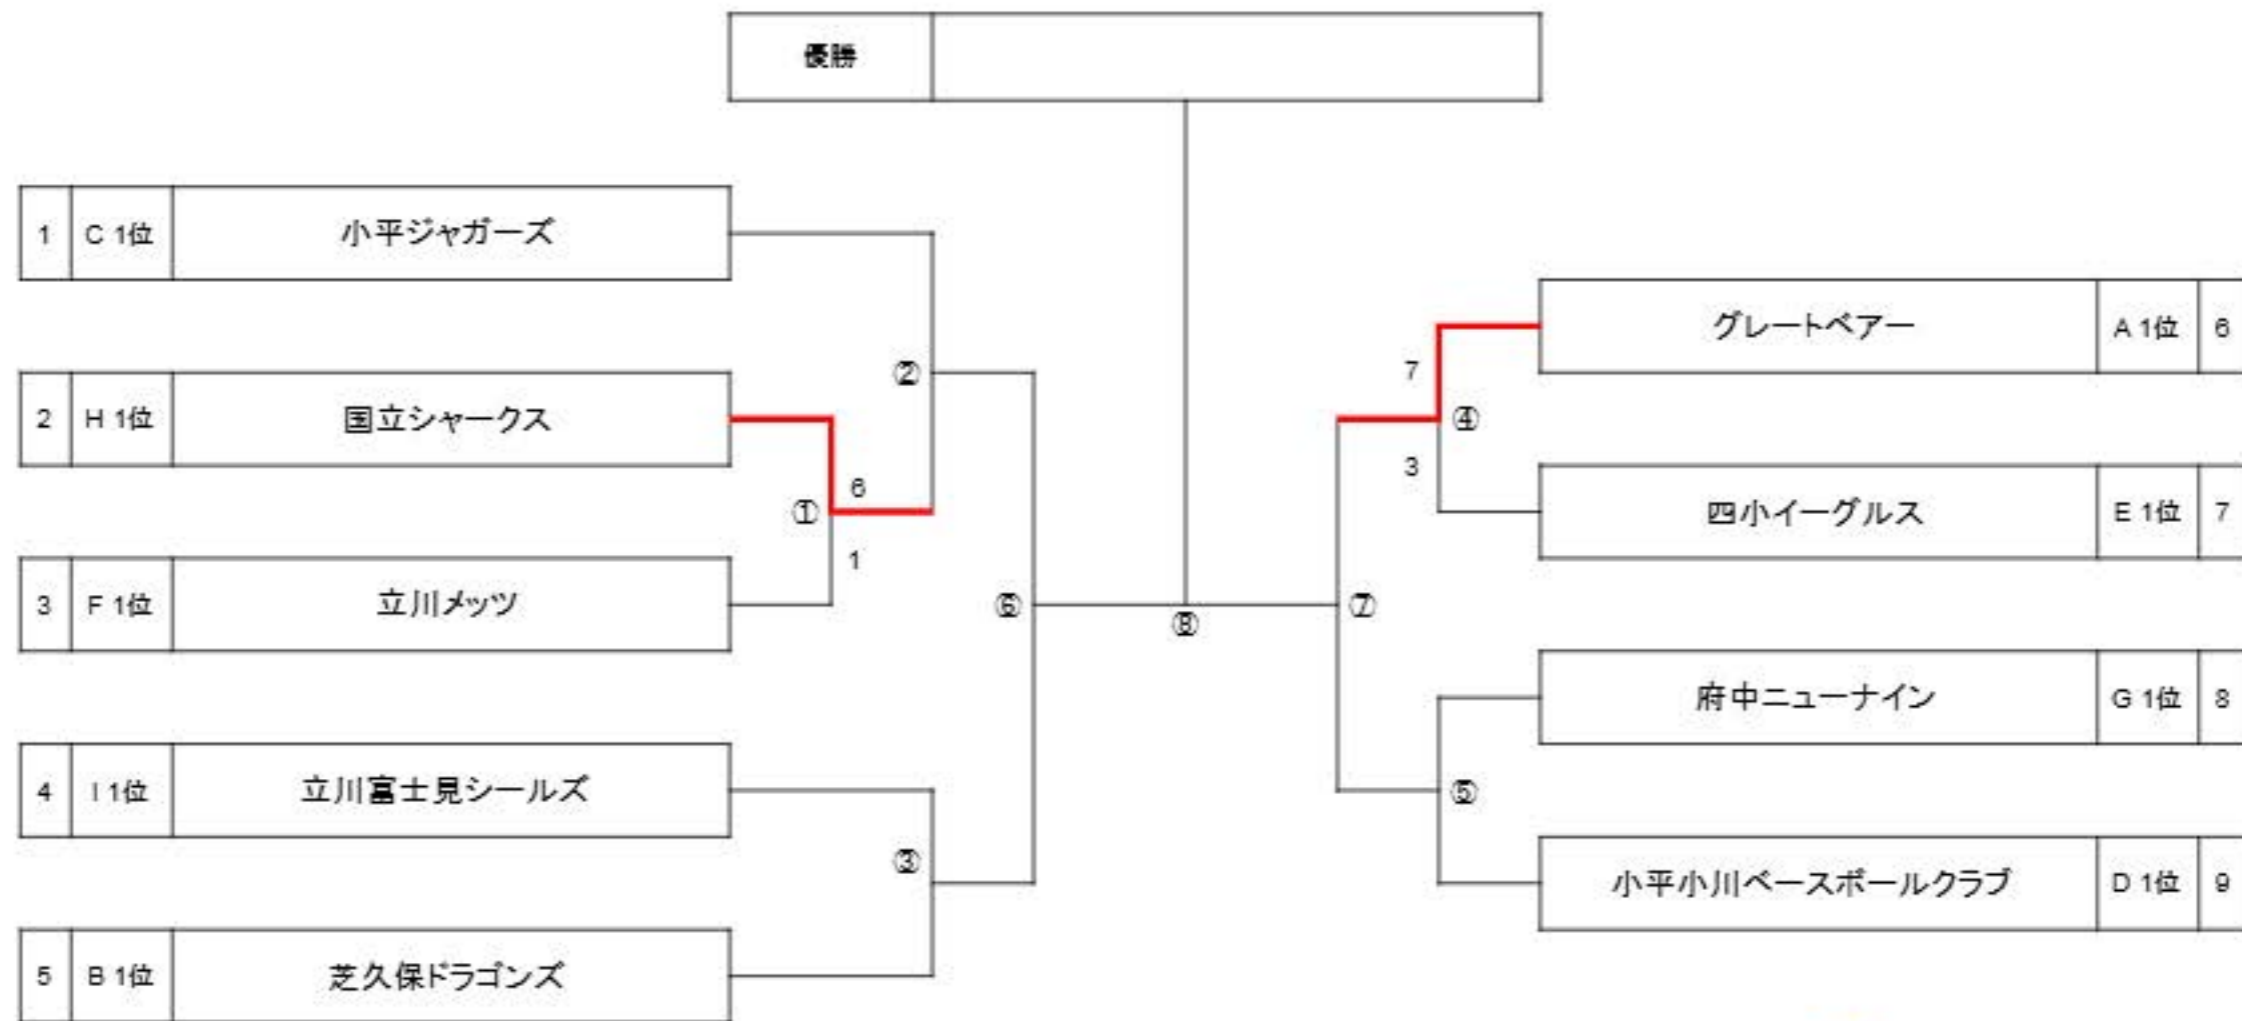 優勝
1 C 1位 小平ジャガーズ
2 H 1位 国立シャークス
3 F 1位 立川メッツ
4 I 1位 立川富士見シールズ
5 B 1位 芝久保ドラゴンズ
②
6
①
1
⑥
③
⑧
7
④
3
⑦
⑤
グレートベアー A 1位 6
四小イーグルス E 1位 7
府中ニューナイン G 1位 8
小平小川ベースボールクラブ D 1位 9